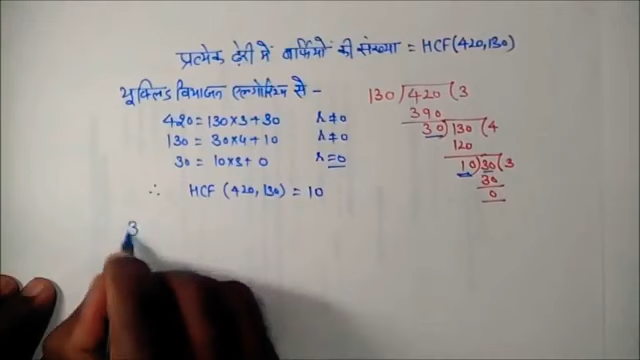 प्रत्येक ढेरी में बर्फियों की संख्या = HCF(420,130)
यूक्लिड विभाजन एल्गोरिथ्म से –
420 = 130×3+30 r≠0
130 = 30×4+10 r≠0
30 = 10×3+0 r=0
∴ HCF (420,130) = 10
130)420(3
390
30)130(4
120
10)30(3
30
0